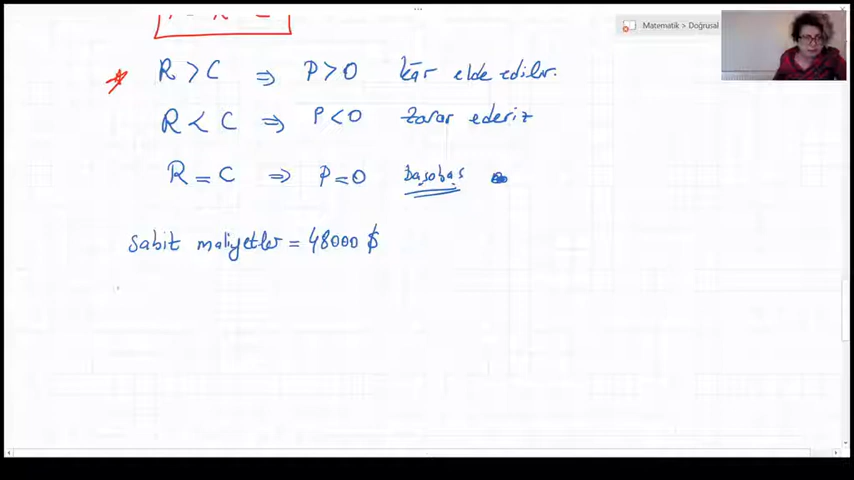 P = R - C
Matematik > Doğrusal
R > C ⇒ P > 0 kâr elde edilir.
R < C ⇒ P < 0 zarar ederiz
R = C ⇒ P = 0 Başabaş
Sabit maliyetler = 48000 $